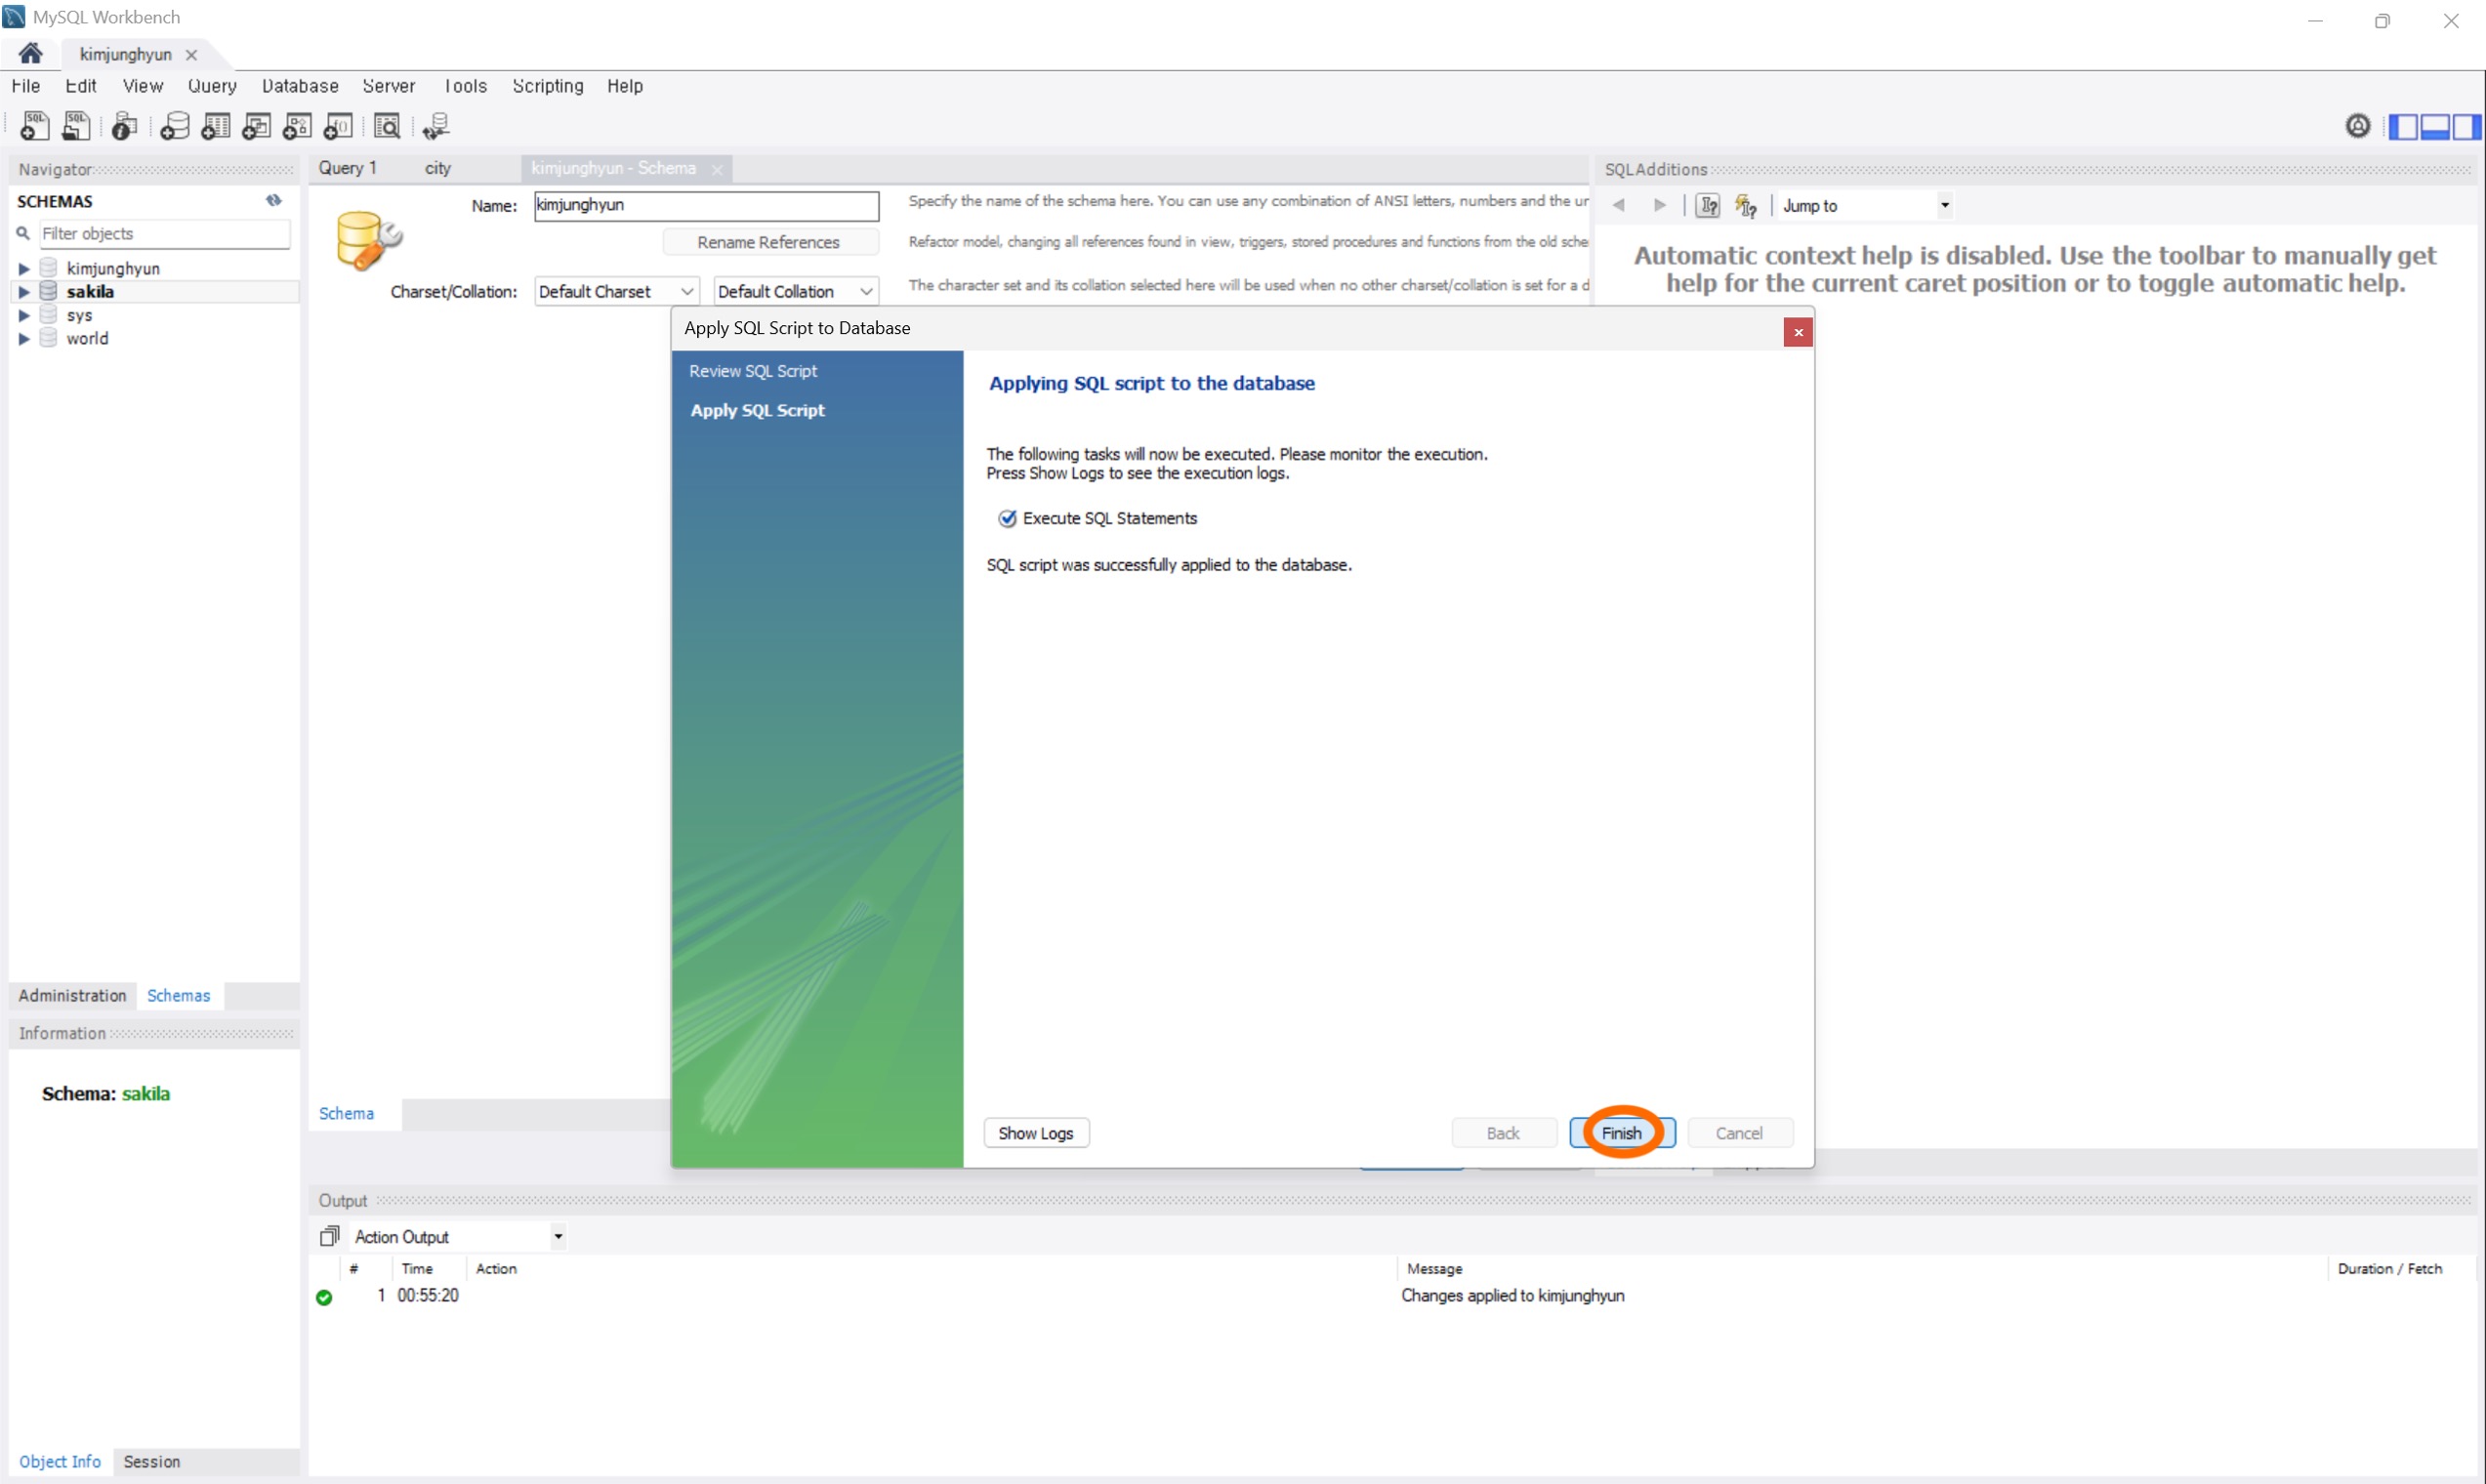 MySQL Workbench
kimjunghyun
File Edit View Query Database Server Tools Scripting Help
Navigator
SCHEMAS
Filter objects
kimjunghyun
sakila
sys
world
Administration Schemas
Information
Schema: sakila
Object Info Session
Query 1 city kimjunghyun - Schema
Name: kimjunghyun
Specify the name of the schema here. You can use any combination of ANSI letters, numbers and the
Rename References
Refactor model, changing all references found in view, triggers, stored procedures and functions from the old
Charset/Collation: Default Charset Default Collation
The character set and its collation selected here will be used when no other charset/collation is set for a
Schema
Apply SQL Script to Database
Review SQL Script
Apply SQL Script
Applying SQL script to the database
The following tasks will now be executed. Please monitor the execution.
Press Show Logs to see the execution logs.
Execute SQL Statements
SQL script was successfully applied to the database.
Show Logs Back Finish Cancel
SQLAdditions
Jump to
Automatic context help is disabled. Use the toolbar to manually get
help for the current caret position or to toggle automatic help.
Output
Action Output
# Time Action Message Duration / Fetch
1 00:55:20 Changes applied to kimjunghyun